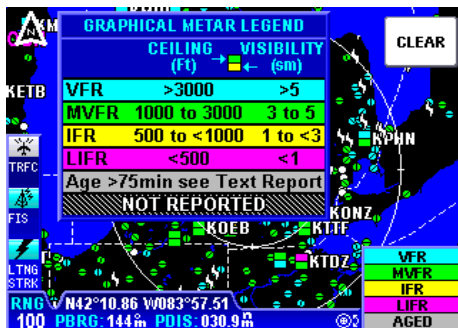 N
KM
GRAPHICAL METAR LEGEND
CEILING VISIBILITY
(Ft) (sm)
VFR >3000 >5
MVFR 1000 to 3000 3 to 5
IFR 500 to <1000 1 to <3
LIFR <500 <1
Age >75min see Text Report
NOT REPORTED
CLEAR
KETB
KPHN
TRFC
FIS
LTNG
STRK
KONZ
KOEB
KTTF
KTDZ
VFR
MVFR
IFR
LIFR
AGED
RNG N42°10.86 W083°57.51
100 PBRG:144°m PDIS:030.9nm